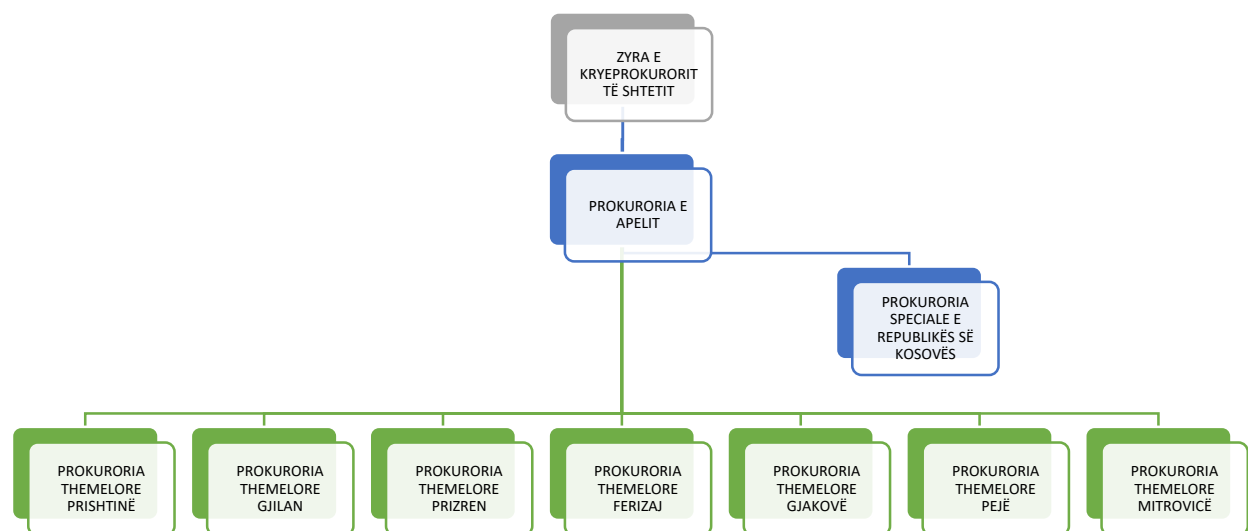 ZYRA E
KRYEPROKURORIT
TË SHTETIT
PROKURORIA E
APELIT
PROKURORIA
SPECIALE E
REPUBLIKËS SË
KOSOVËS
PROKURORIA
THEMELORE
PRISHTINË
PROKURORIA
THEMELORE
GJILAN
PROKURORIA
THEMELORE
PRIZREN
PROKURORIA
THEMELORE
FERIZAJ
PROKURORIA
THEMELORE
GJAKOVË
PROKURORIA
THEMELORE
PEJË
PROKURORIA
THEMELORE
MITROVICË